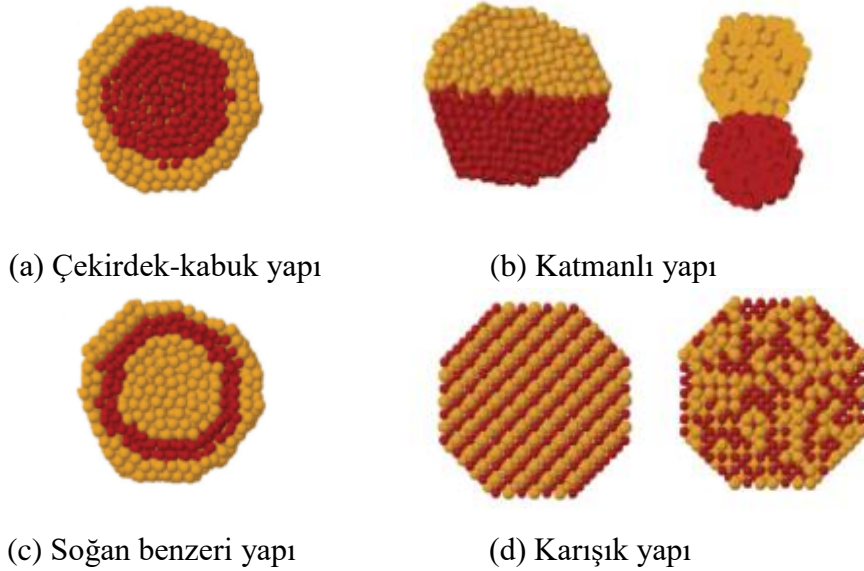 (a) Çekirdek-kabuk yapı
(b) Katmanlı yapı
(c) Soğan benzeri yapı
(d) Karışık yapı